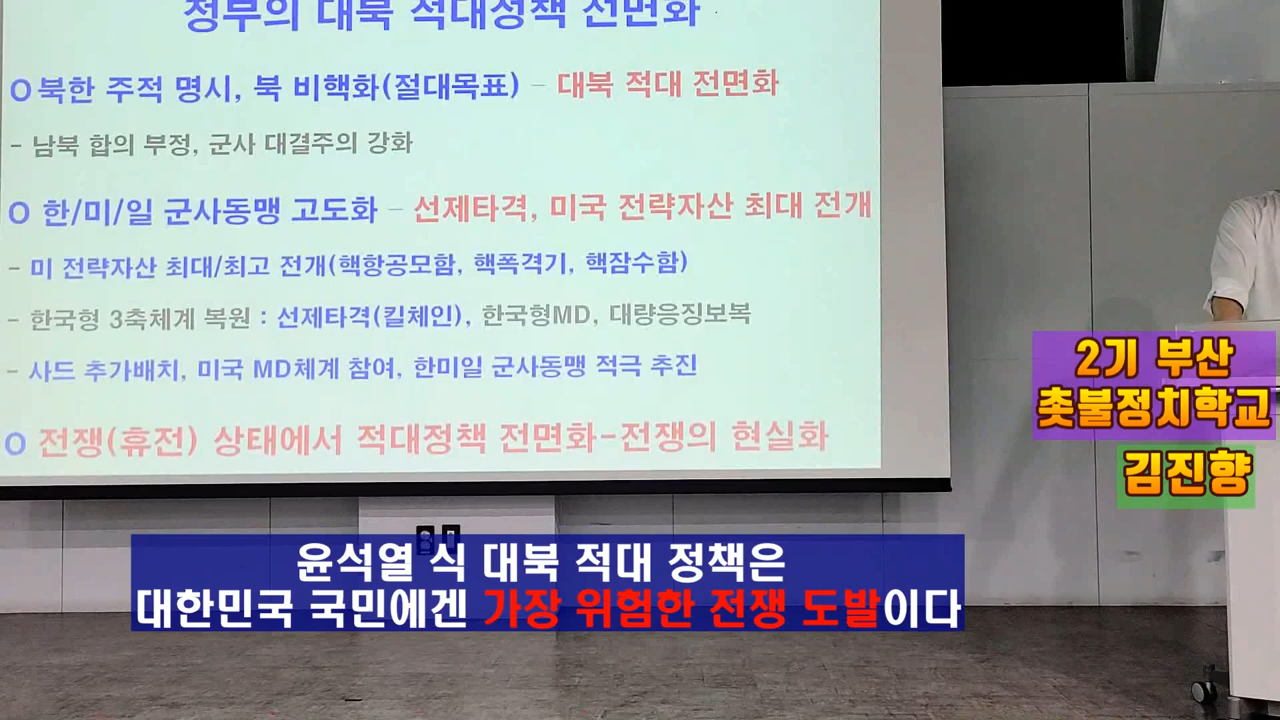 정부의 대북 적대정책 전면화
O 북한 주적 명시, 북 비핵화(절대목표) - 대북 적대 전면화
- 남북 합의 부정, 군사 대결주의 강화
O 한/미/일 군사동맹 고도화 - 선제타격, 미국 전략자산 최대 전개
- 미 전략자산 최대/최고 전개(핵항공모함, 핵폭격기, 핵잠수함)
- 한국형 3축체계 복원 : 선제타격(킬체인), 한국형MD, 대량응징보복
- 사드 추가배치, 미국 MD체계 참여, 한미일 군사동맹 적극 추진
O 전쟁(휴전) 상태에서 적대정책 전면화-전쟁의 현실화
2기 부산
촛불정치학교
김진향
윤석열 식 대북 적대 정책은
대한민국 국민에겐 가장 위험한 전쟁 도발이다